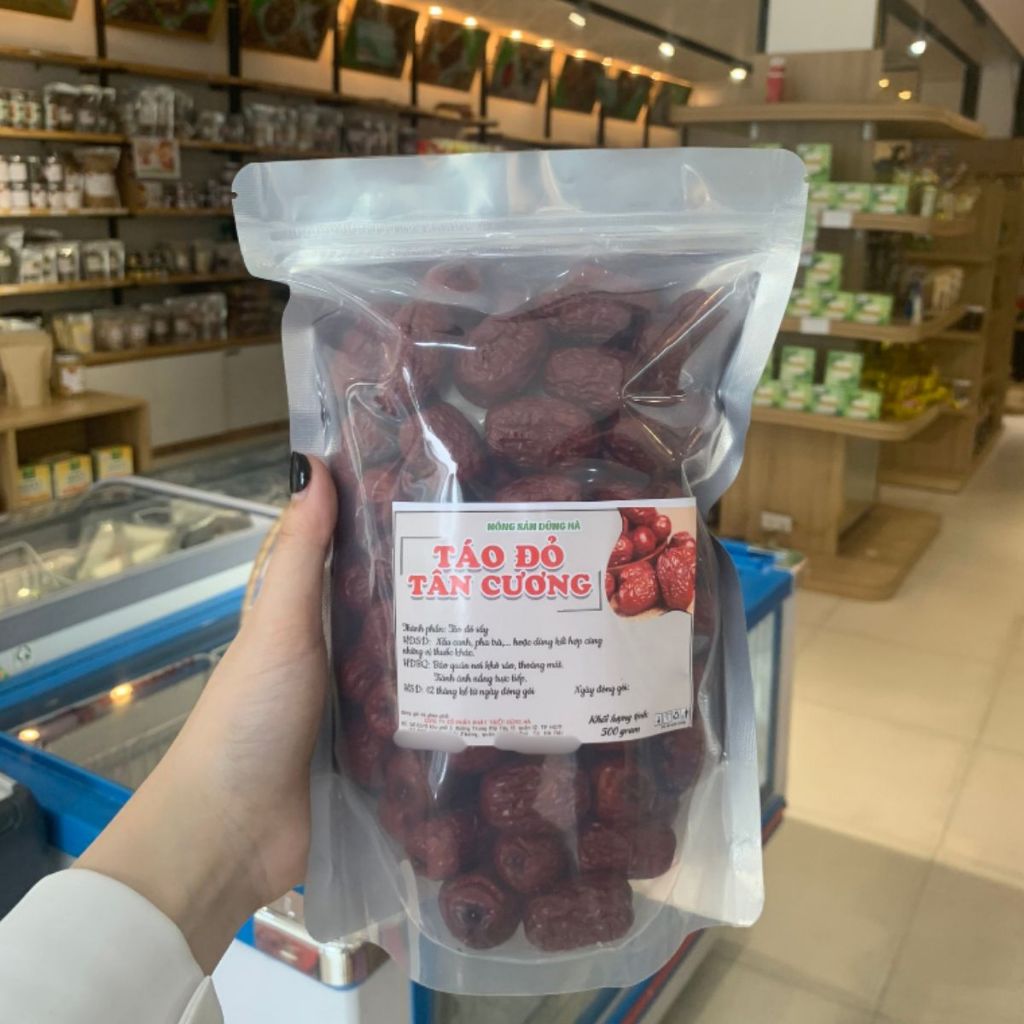 NÔNG SẢN DŨNG HÀ
TÁO ĐỎ
TÂN CƯƠNG
Thành phần: Táo đỏ sấy
HDSD: Nấu canh, pha trà,... hoặc dùng kết hợp cùng
những vị thuốc khác.
HDBQ: Bảo quản nơi khô ráo, thoáng mát.
Tránh ánh nắng trực tiếp.
HSD: 12 tháng kể từ ngày đóng gói
Ngày đóng gói:
Khối lượng tịnh:
500 gram